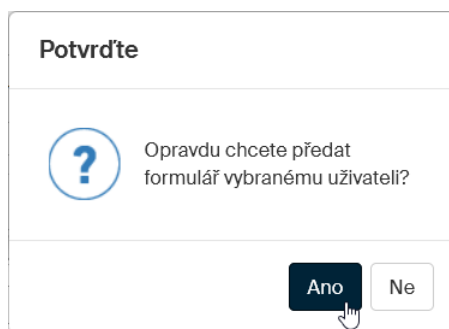 Potvrďte
?
Opravdu chcete předat
formulář vybranému uživateli?
Ano
Ne